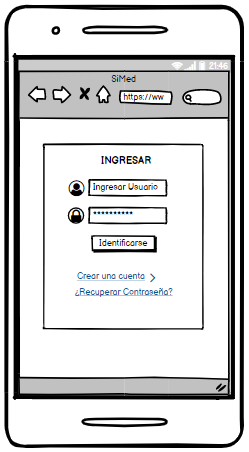 21:46
SiMed
https://ww
INGRESAR
Ingresar Usuario
**********
Identificarse
Crear una cuenta
¿Recuperar Contraseña?